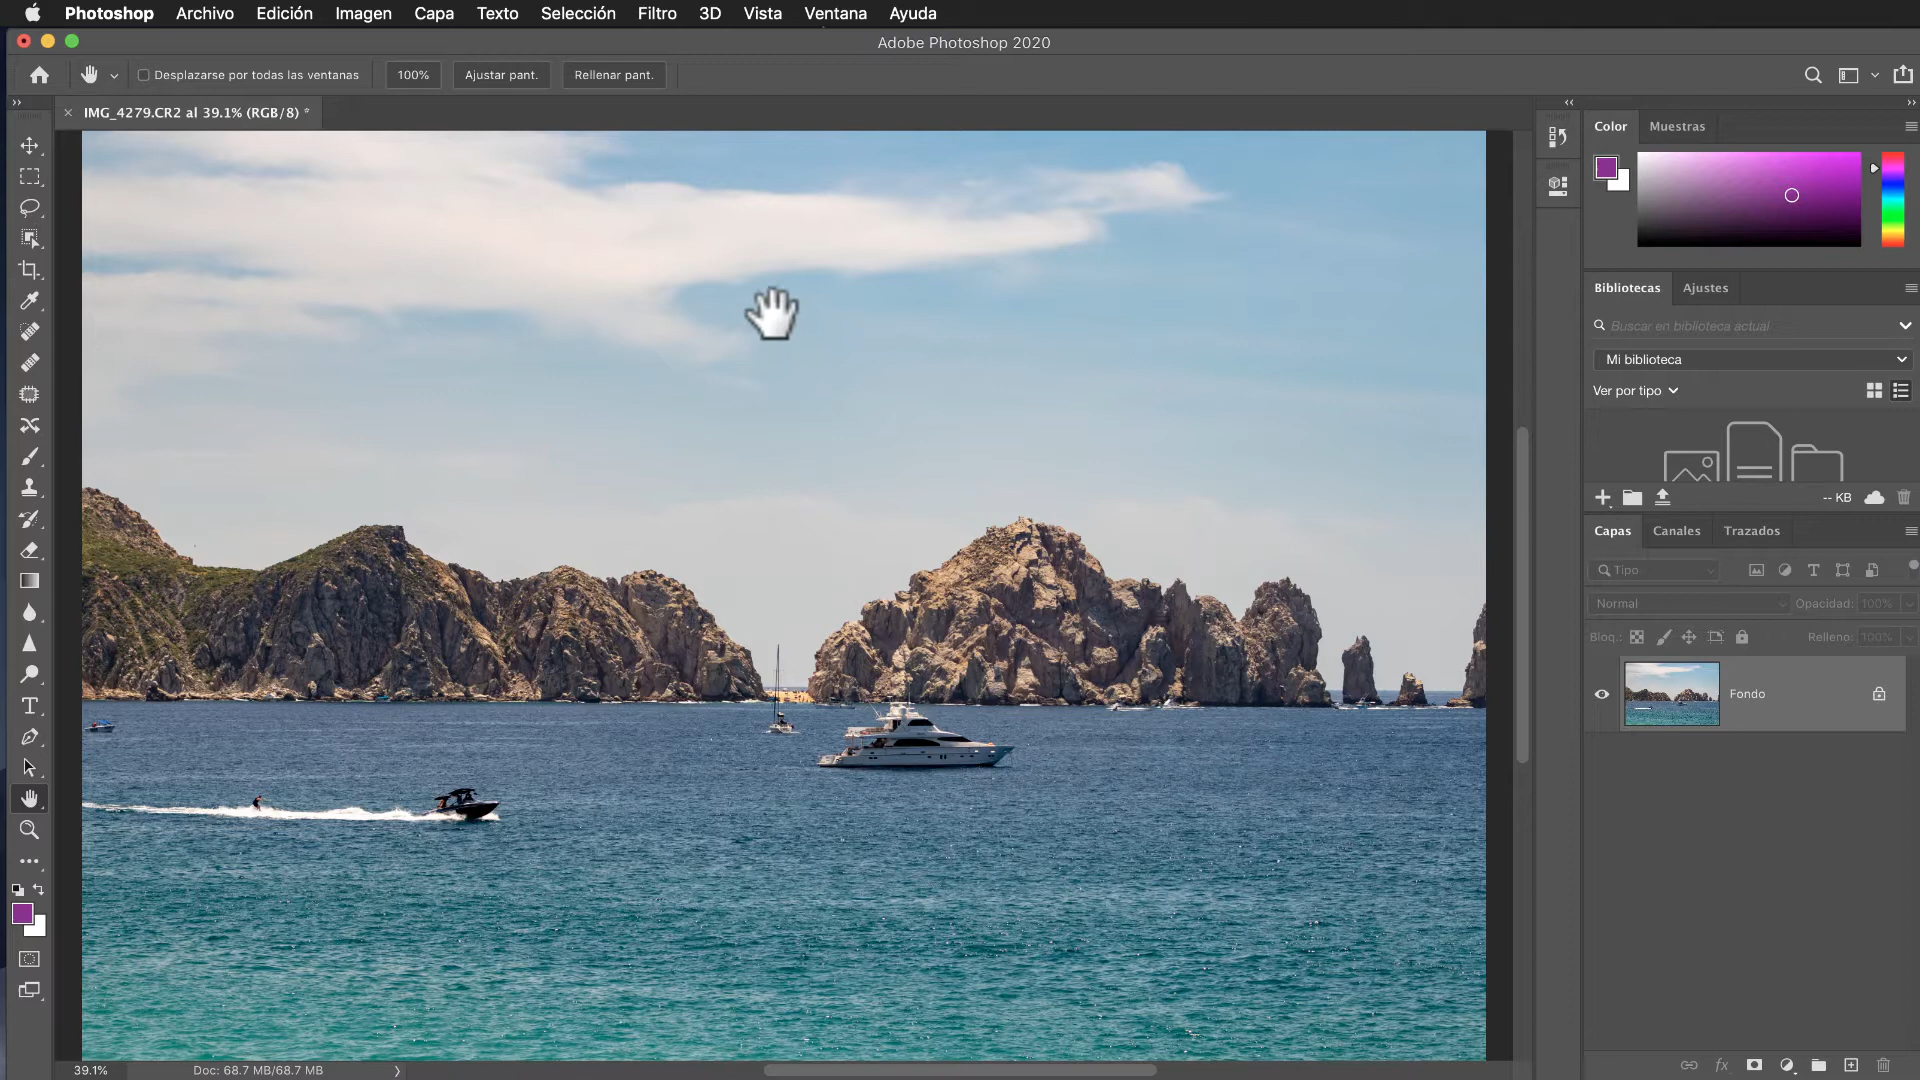 Photoshop Archivo Edición Imagen Capa Texto Selección Filtro 3D Vista Ventana Ayuda
Adobe Photoshop 2020
Desplazarse por todas las ventanas 100% Ajustar pant. Rellenar pant.
IMG_4279.CR2 al 39.1% (RGB/8) *
Color Muestras
Bibliotecas Ajustes
Buscar en biblioteca actual
Mi biblioteca
Ver por tipo
-- KB
Capas Canales Trazados
Tipo
Normal Opacidad: 100%
Bloq.: Relleno: 100%
Fondo
fx
39.1% Doc: 68.7 MB/68.7 MB